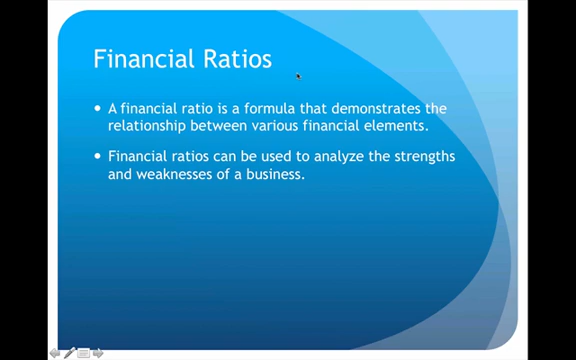 Financial Ratios
• A financial ratio is a formula that demonstrates the
relationship between various financial elements.
• Financial ratios can be used to analyze the strengths
and weaknesses of a business.